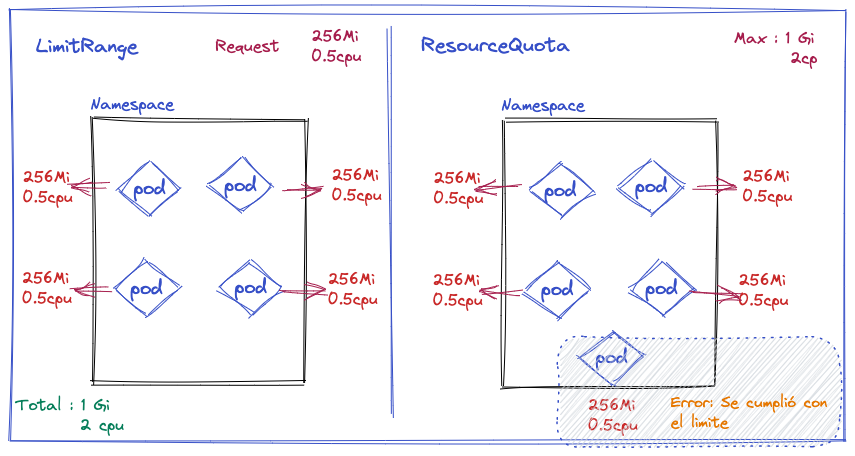 LimitRange
Request
256Mi
0.5cpu
Namespace
256Mi
0.5cpu
pod
pod
256Mi
0.5cpu
256Mi
0.5cpu
pod
pod
256Mi
0.5cpu
Total : 1 Gi
2 cpu
ResourceQuota
Max : 1 Gi
2cp
Namespace
256Mi
0.5cpu
pod
pod
256Mi
0.5cpu
256Mi
0.5cpu
pod
pod
256Mi
0.5cpu
pod
256Mi
0.5cpu
Error: Se cumplió con
el limite